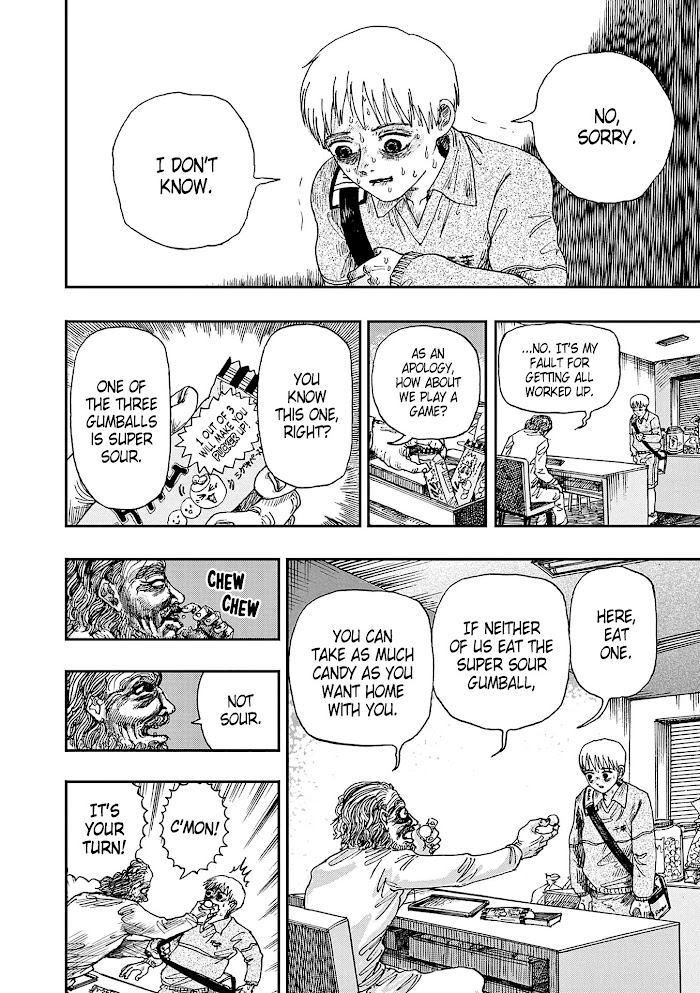 NO,
SORRY.
I DON'T
KNOW.
...NO. IT'S MY
FAULT FOR
GETTING ALL
WORKED UP.
AS AN
APOLOGY,
HOW ABOUT
WE PLAY A
GAME?
YOU
KNOW
THIS ONE,
RIGHT?
1 OUT OF 3
WILL MAKE YOU
PUCKER UP!
ONE OF
THE THREE
GUMBALLS
IS SUPER
SOUR.
HERE,
EAT
ONE.
IF NEITHER
OF US EAT THE
SUPER SOUR
GUMBALL,
YOU CAN
TAKE AS MUCH
CANDY AS YOU
WANT HOME
WITH YOU.
CHEW
CHEW
NOT
SOUR.
C'MON!
IT'S
YOUR
TURN!